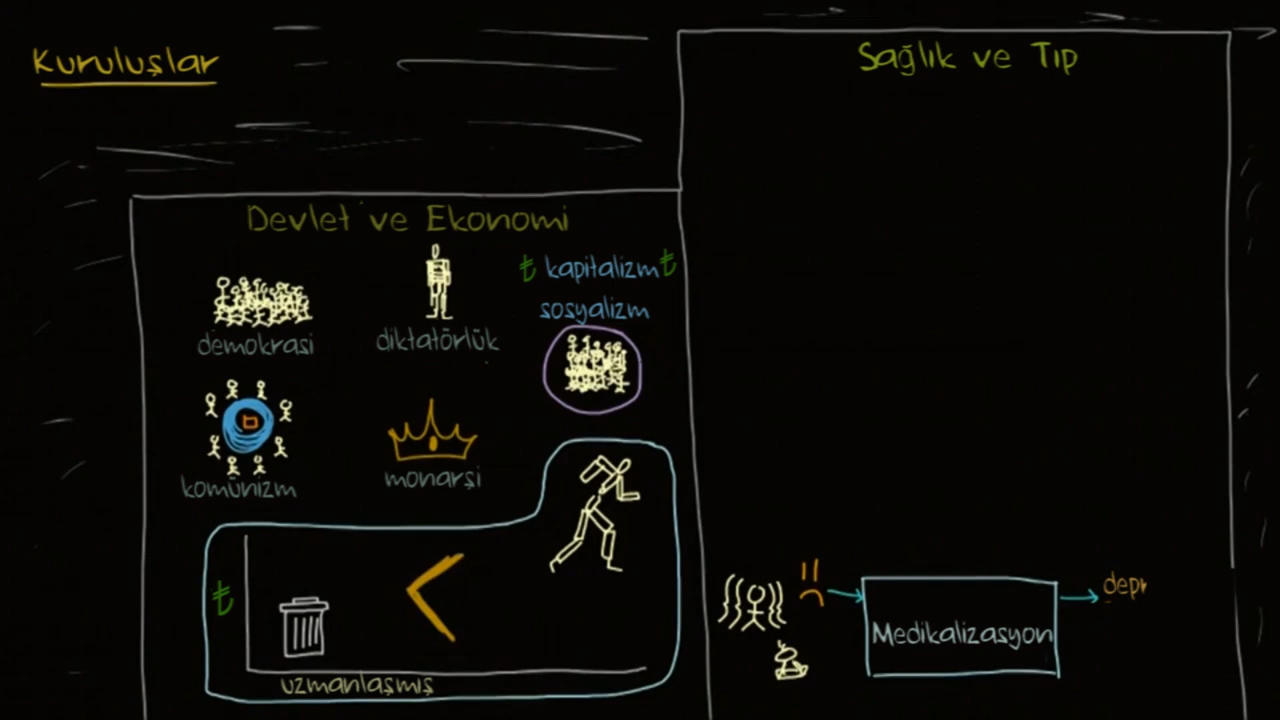 Kuruluşlar
Sağlık ve Tıp
Devlet ve Ekonomi
₺ kapitalizm ₺
sosyalizm
demokrasi
diktatörlük
komünizm
monarşi
₺
uzmanlaşmış
Medikalizasyon
depr